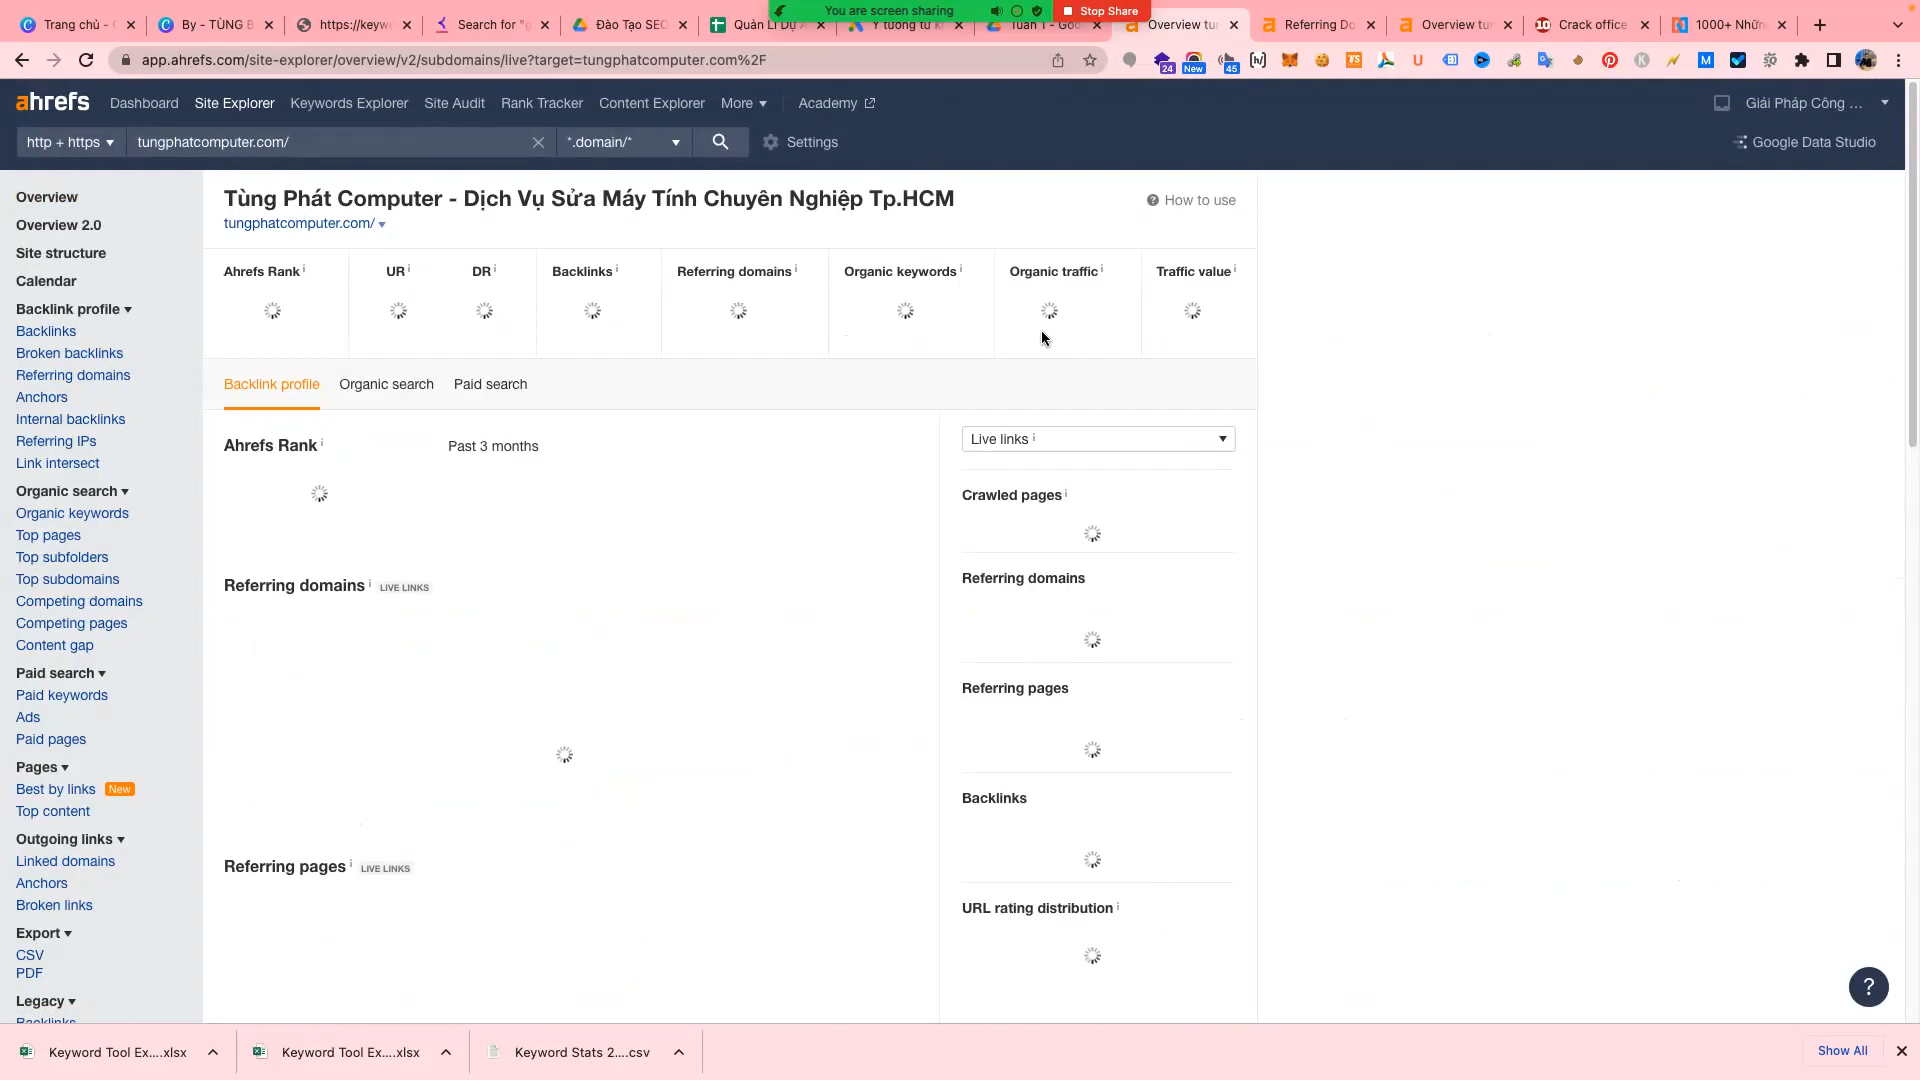 You are screen sharing
Stop Share
Trang chủ - C
By - TÙNG B
https://keyw
Search for "g
Đào Tạo SEO
Quản Lí Dự Á
Ý tưởng từ k
Tuần 1 - Goo
Overview tun
Referring Do
Overview tun
Crack office
1000+ Nhữn
app.ahrefs.com/site-explorer/overview/v2/subdomains/live?target=tungphatcomputer.com%2F
24
New
45
ahrefs
Dashboard
Site Explorer
Keywords Explorer
Site Audit
Rank Tracker
Content Explorer
More
Academy
Giải Pháp Công ...
http + https
tungphatcomputer.com/
*.domain/*
Settings
Google Data Studio
Overview
Overview 2.0
Site structure
Calendar
Backlink profile
Backlinks
Broken backlinks
Referring domains
Anchors
Internal backlinks
Referring IPs
Link intersect
Organic search
Organic keywords
Top pages
Top subfolders
Top subdomains
Competing domains
Competing pages
Content gap
Paid search
Paid keywords
Ads
Paid pages
Pages
Best by links New
Top content
Outgoing links
Linked domains
Anchors
Broken links
Export
CSV
PDF
Legacy
Backlinks
Tùng Phát Computer - Dịch Vụ Sửa Máy Tính Chuyên Nghiệp Tp.HCM
How to use
tungphatcomputer.com/
Ahrefs Rank
UR
DR
Backlinks
Referring domains
Organic keywords
Organic traffic
Traffic value
Backlink profile
Organic search
Paid search
Ahrefs Rank
Past 3 months
Referring domains LIVE LINKS
Referring pages LIVE LINKS
Live links
Crawled pages
Referring domains
Referring pages
Backlinks
URL rating distribution
?
Keyword Tool Ex....xlsx
Keyword Tool Ex....xlsx
Keyword Stats 2....csv
Show All